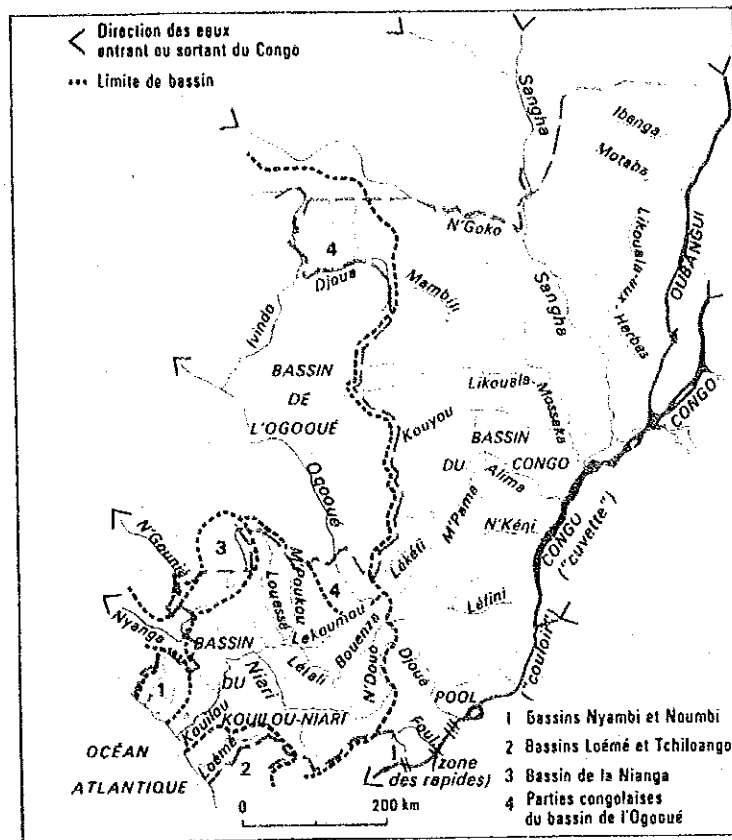 Direction des eaux
entrant ou sortant du Congo
Limite de bassin
Sangha
Ibenga
Motaba
Likouala-aux-Herbes
OUBANGUI
N'Goko
4
Djoua
Mambili
Sangha
Ivindo
BASSIN
DE
L'OGOOUÉ
Likouala
Mossaka
CONGO
Kouyou
BASSIN
DU CONGO
Alima
Ogooué
M'Pama
N'Kéni
CONGO
("cuvette")
N'Gounié
3
M'Poukou
Louessé
4
Lékéti
Léfini
Lekoumou
Nyanga
BASSIN
Bouenza
Lélali
N'Douo
Djoué
("couloir")
1
DU
Niari
POOL
Kouilou
KOUILOU-NIARI
Foul
1
OCÉAN
ATLANTIQUE
Loémé
2
(zone
des rapides)
0 200 km
1 Bassins Nyambi et Noumbi
2 Bassins Loémé et Tchiloango
3 Bassin de la Nianga
4 Parties congolaises
du bassin de l'Ogooué